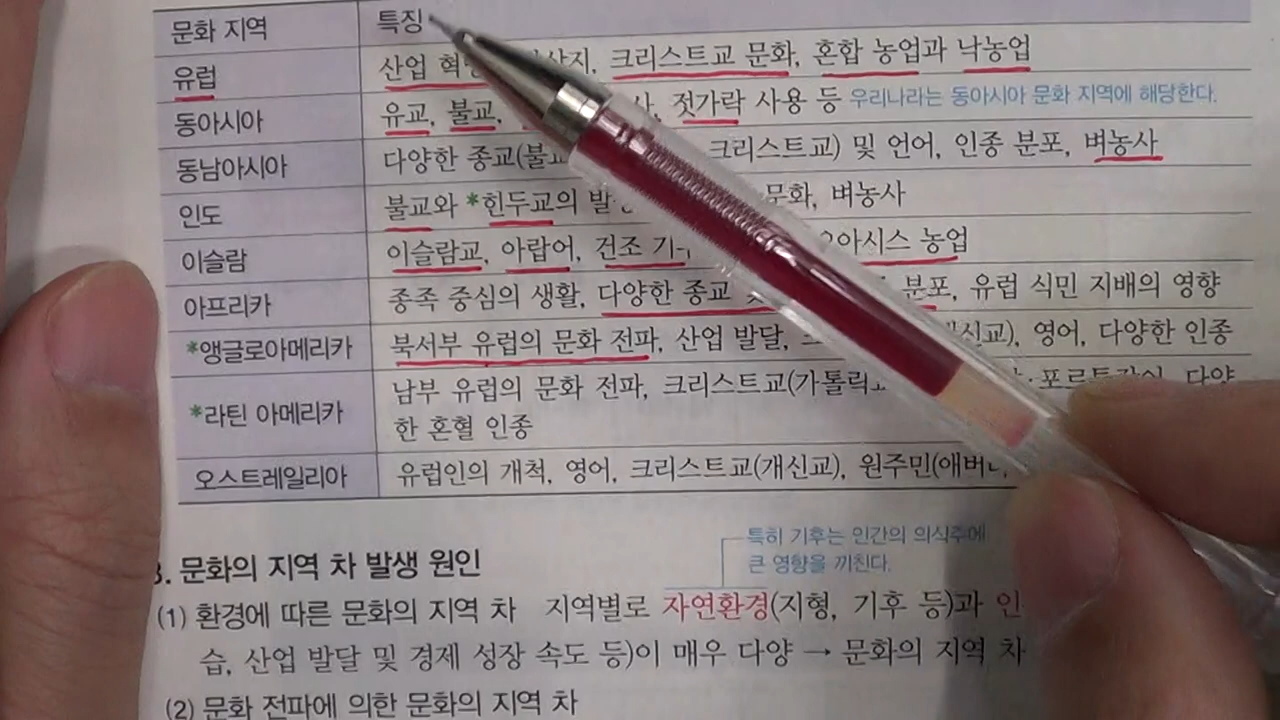 문화 지역 특징
유럽 산업 상지, 크리스트교 문화, 혼합 농업과 낙농업
동아시아 유교, 불교, 젓가락 사용 등 우리나라는 동아시아 문화 지역에 해당한다.
동남아시아 다양한 종교(불교 크리스트교) 및 언어, 인종 분포, 벼농사
인도 불교와 *힌두교의 문화, 벼농사
이슬람 이슬람교, 아랍어, 건조 오아시스 농업
아프리카 종족 중심의 생활, 다양한 종교 분포, 유럽 식민 지배의 영향
*앵글로아메리카 북서부 유럽의 문화 전파, 산업 발달, 개신교), 영어, 다양한 인종
*라틴 아메리카 남부 유럽의 문화 전파, 크리스트교(가톨릭교 다양
한 혼혈 인종
오스트레일리아 유럽인의 개척, 영어, 크리스트교(개신교), 원주민(애버
특히 기후는 인간의 의식주에
큰 영향을 끼친다.
3. 문화의 지역 차 발생 원인
(1) 환경에 따른 문화의 지역 차 지역별로 자연환경(지형, 기후 등)과 인
습, 산업 발달 및 경제 성장 속도 등)이 매우 다양 → 문화의 지역 차
(2) 문화 전파에 의한 문화의 지역 차